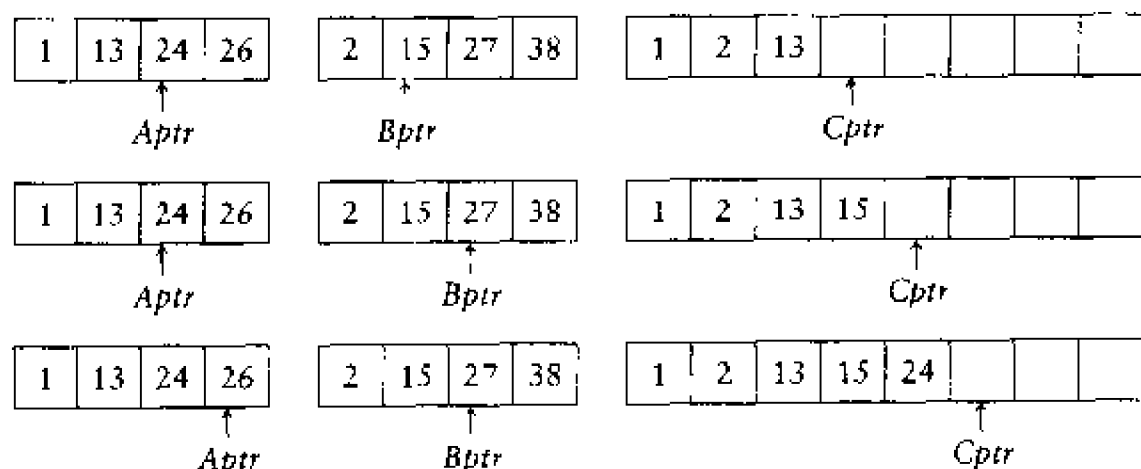 1 13 24 26 2 15 27 38 1 2 13
Aptr Bptr Cptr
1 13 24 26 2 15 27 38 1 2 13 15
Aptr Bptr Cptr
1 13 24 26 2 15 27 38 1 2 13 15 24
Aptr Bptr Cptr